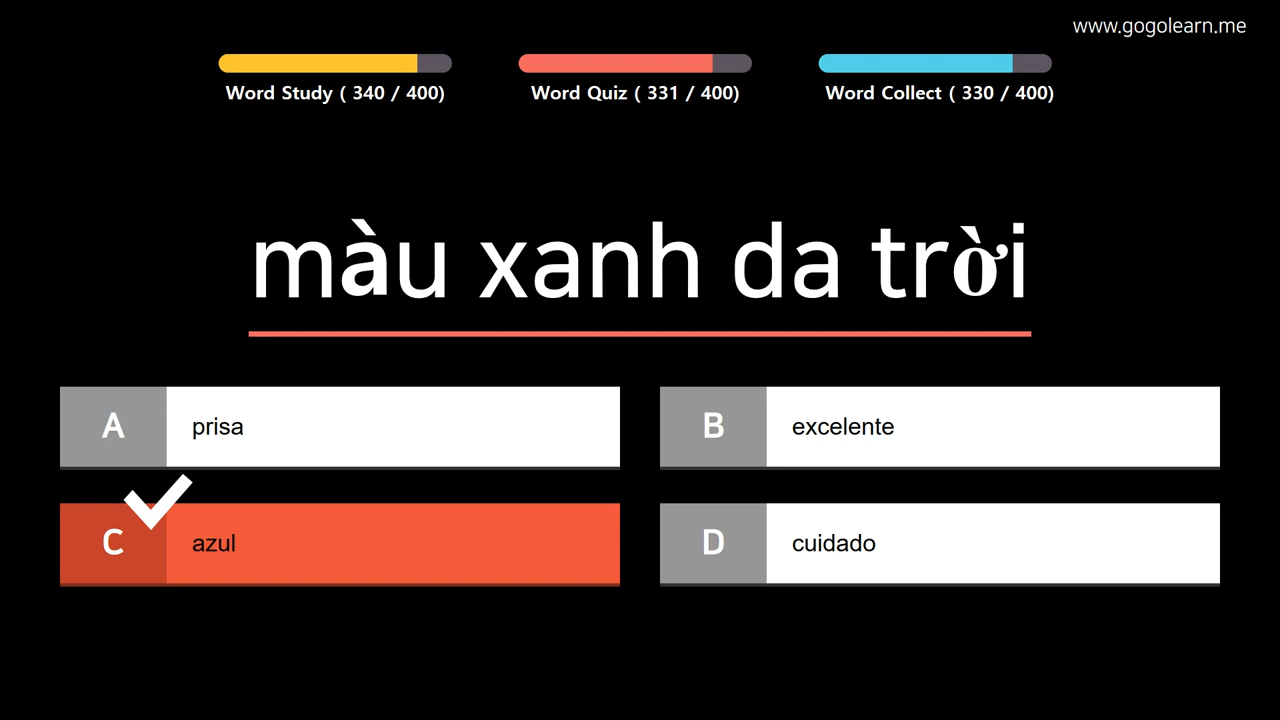 www.gogolearn.me
Word Study ( 340 / 400)
Word Quiz ( 331 / 400)
Word Collect ( 330 / 400)
màu xanh da trời
A prisa
B excelente
C azul
D cuidado